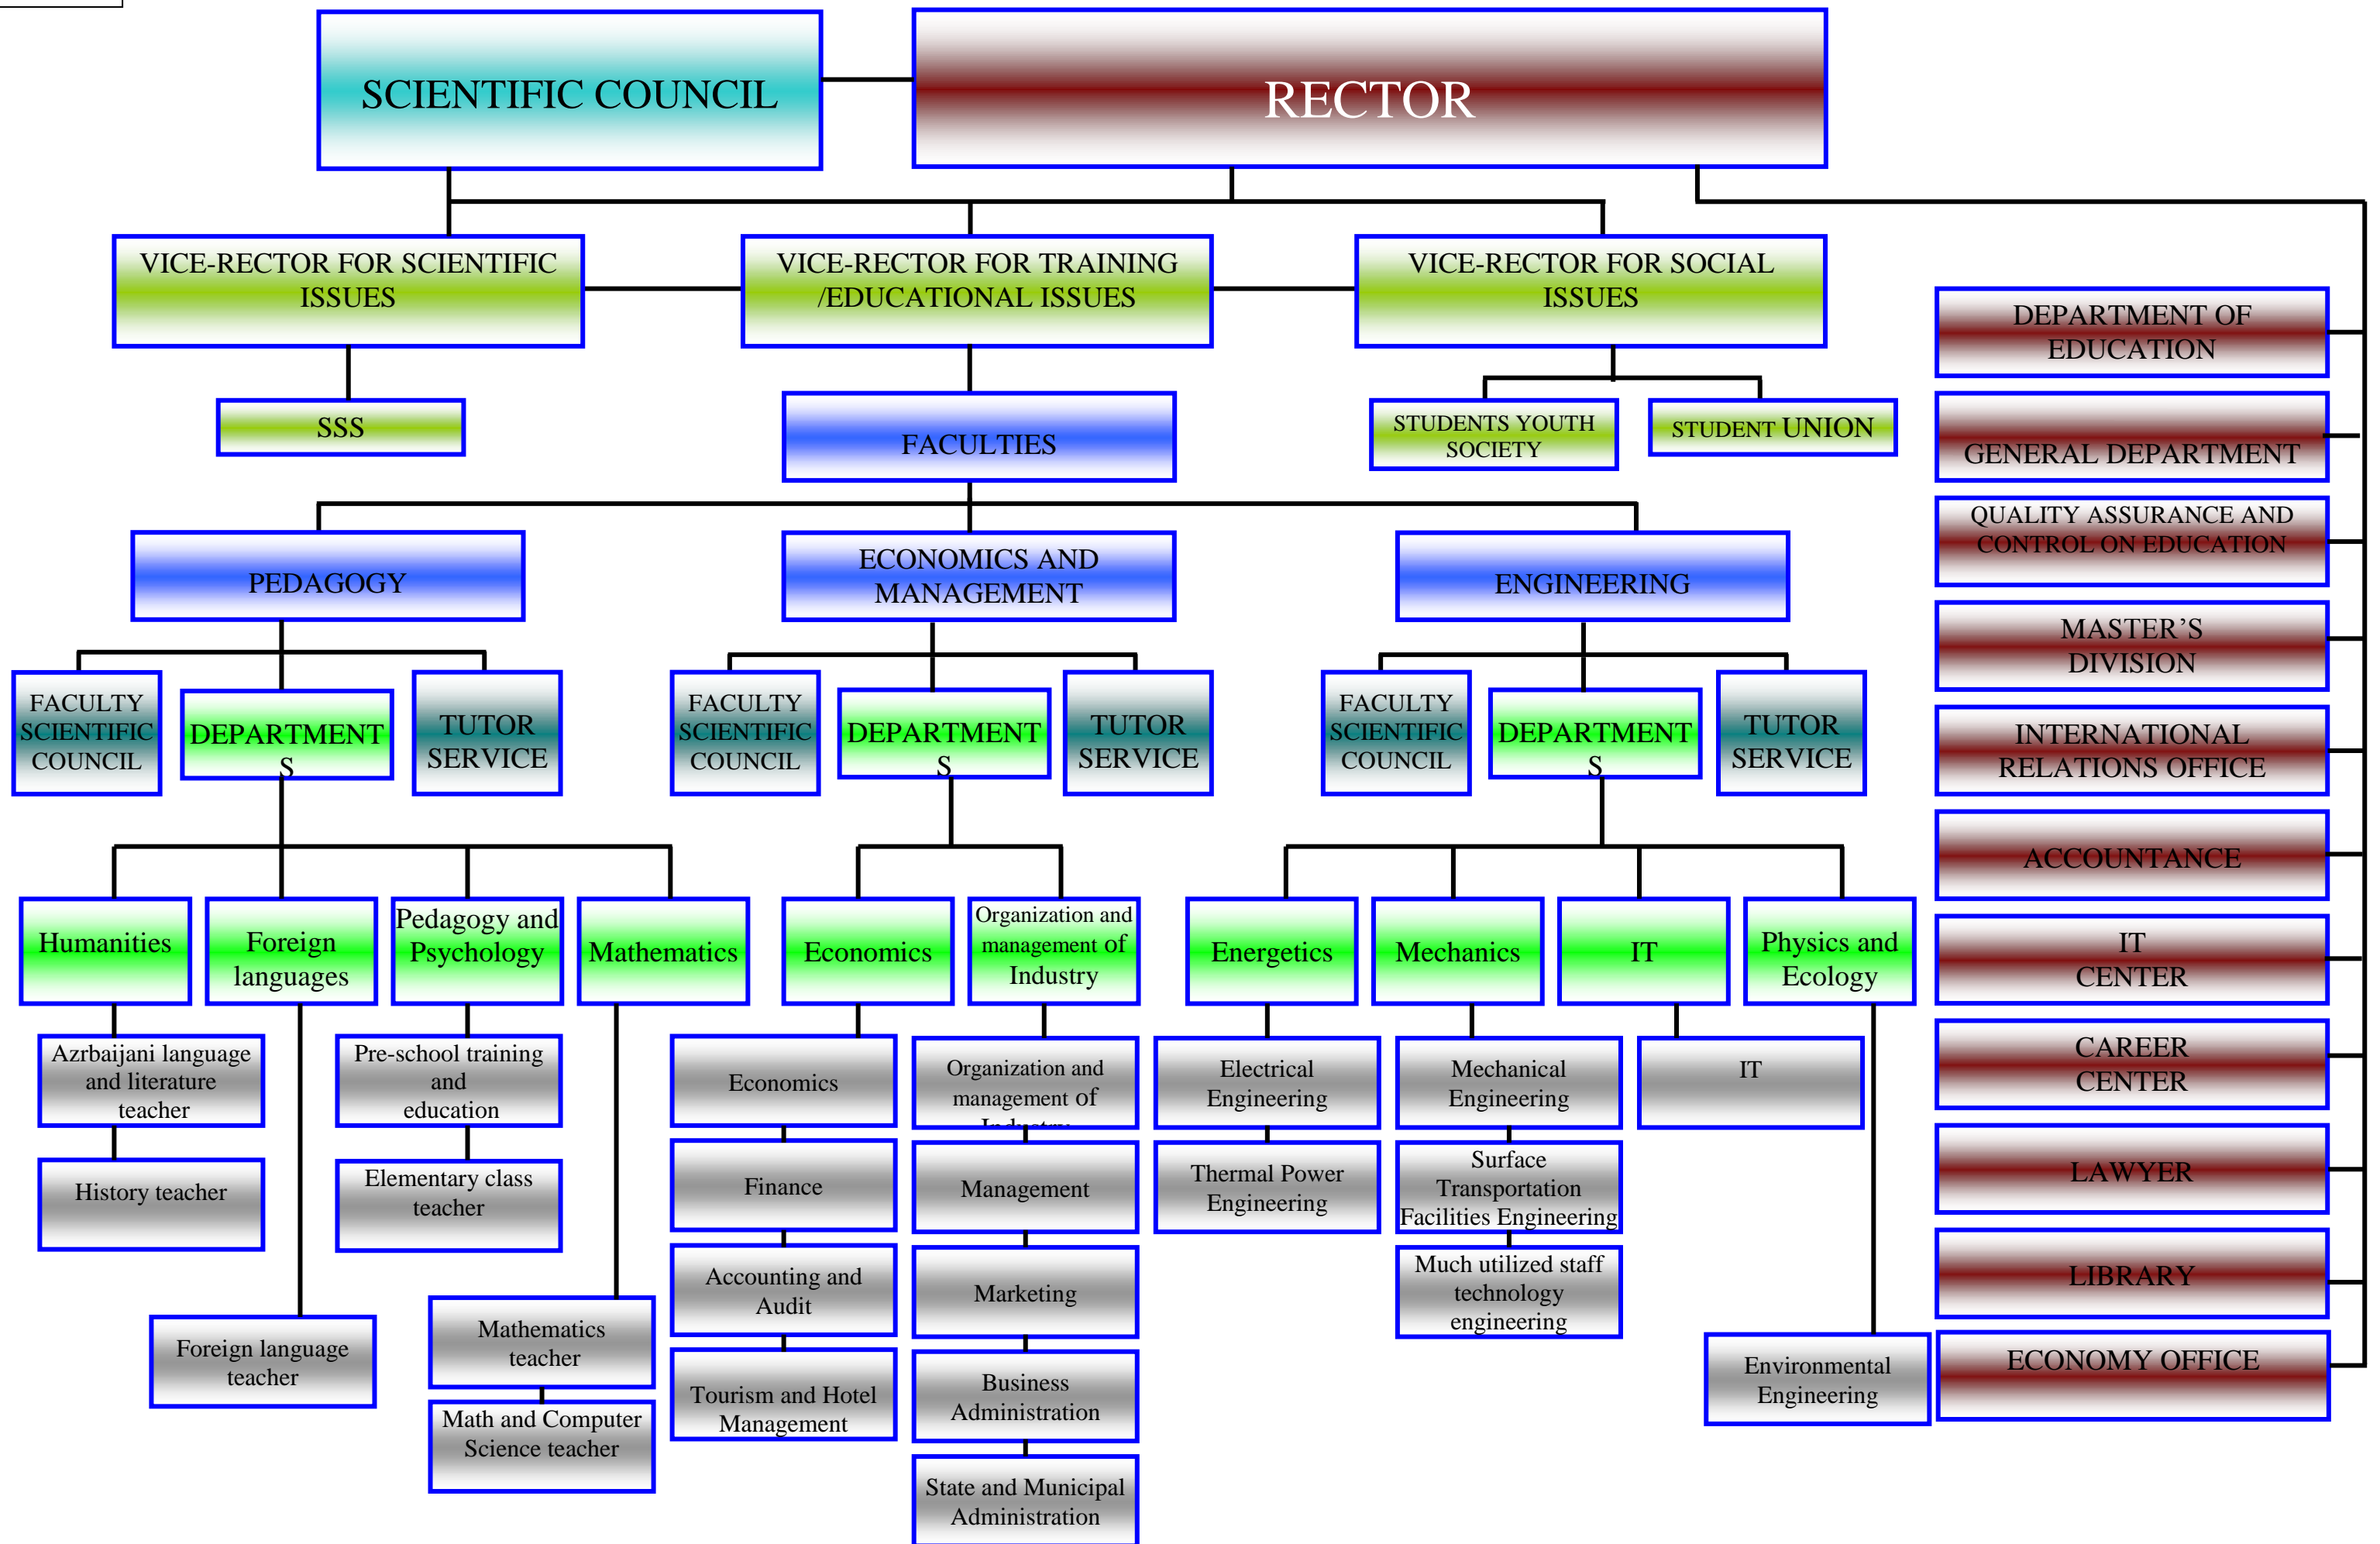 SCIENTIFIC COUNCIL
RECTOR
VICE-RECTOR FOR SCIENTIFIC
ISSUES
VICE-RECTOR FOR TRAINING
/EDUCATIONAL ISSUES
VICE-RECTOR FOR SOCIAL
ISSUES
SSS
FACULTIES
STUDENTS YOUTH
SOCIETY
STUDENT UNION
PEDAGOGY
ECONOMICS AND
MANAGEMENT
ENGINEERING
FACULTY
SCIENTIFIC
COUNCIL
DEPARTMENT
S
TUTOR
SERVICE
FACULTY
SCIENTIFIC
COUNCIL
DEPARTMENT
S
TUTOR
SERVICE
FACULTY
SCIENTIFIC
COUNCIL
DEPARTMENT
S
TUTOR
SERVICE
Humanities
Foreign
languages
Pedagogy and
Psychology
Mathematics
Economics
Organization and
management of
Industry
Energetics
Mechanics
IT
Physics and
Ecology
Azrbaijani language
and literature
teacher
History teacher
Foreign language
teacher
Pre-school training
and
education
Elementary class
teacher
Mathematics
teacher
Math and Computer
Science teacher
Economics
Finance
Accounting and
Audit
Tourism and Hotel
Management
Organization and
management of
Industry
Management
Marketing
Business
Administration
State and Municipal
Administration
Electrical
Engineering
Thermal Power
Engineering
Mechanical
Engineering
Surface
Transportation
Facilities Engineering
Much utilized staff
technology
engineering
IT
Environmental
Engineering
DEPARTMENT OF
EDUCATION
GENERAL DEPARTMENT
QUALITY ASSURANCE AND
CONTROL ON EDUCATION
MASTER’S
DIVISION
INTERNATIONAL
RELATIONS OFFICE
ACCOUNTANCE
IT
CENTER
CAREER
CENTER
LAWYER
LIBRARY
ECONOMY OFFICE